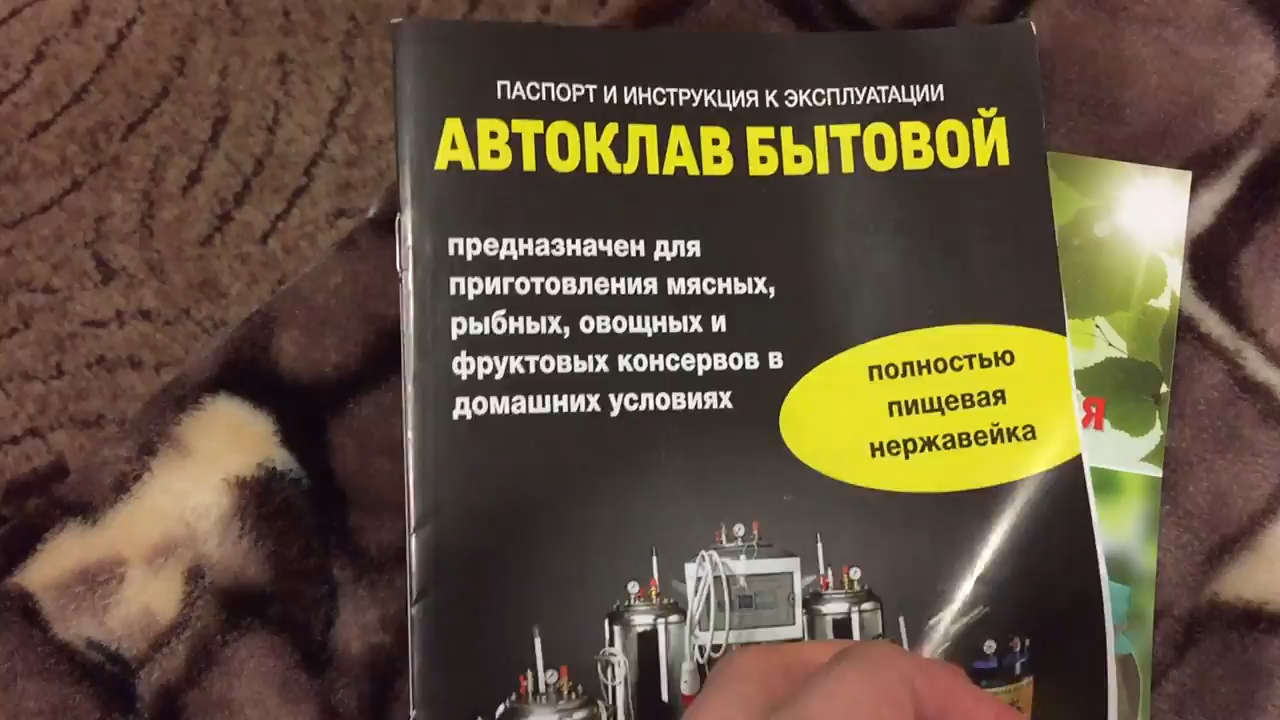 ПАСПОРТ И ИНСТРУКЦИЯ К ЭКСПЛУАТАЦИИ
АВТОКЛАВ БЫТОВОЙ
предназначен для
приготовления мясных,
рыбных, овощных и
фруктовых консервов в
домашних условиях
полностью
пищевая
нержавейка
Я